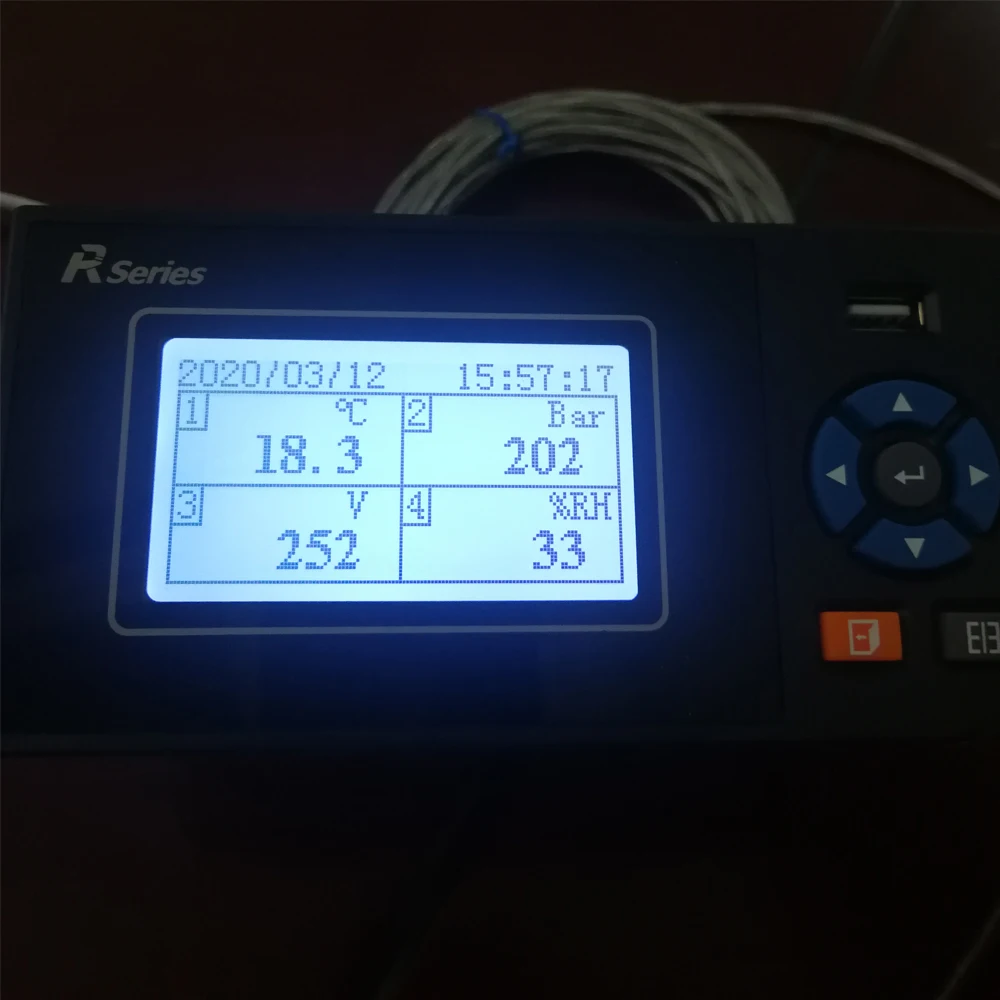 R Series
2020/03/12 15:57:17
1 ℃ 2 Bar
18.3 202
3 V 4 %RH
252 33